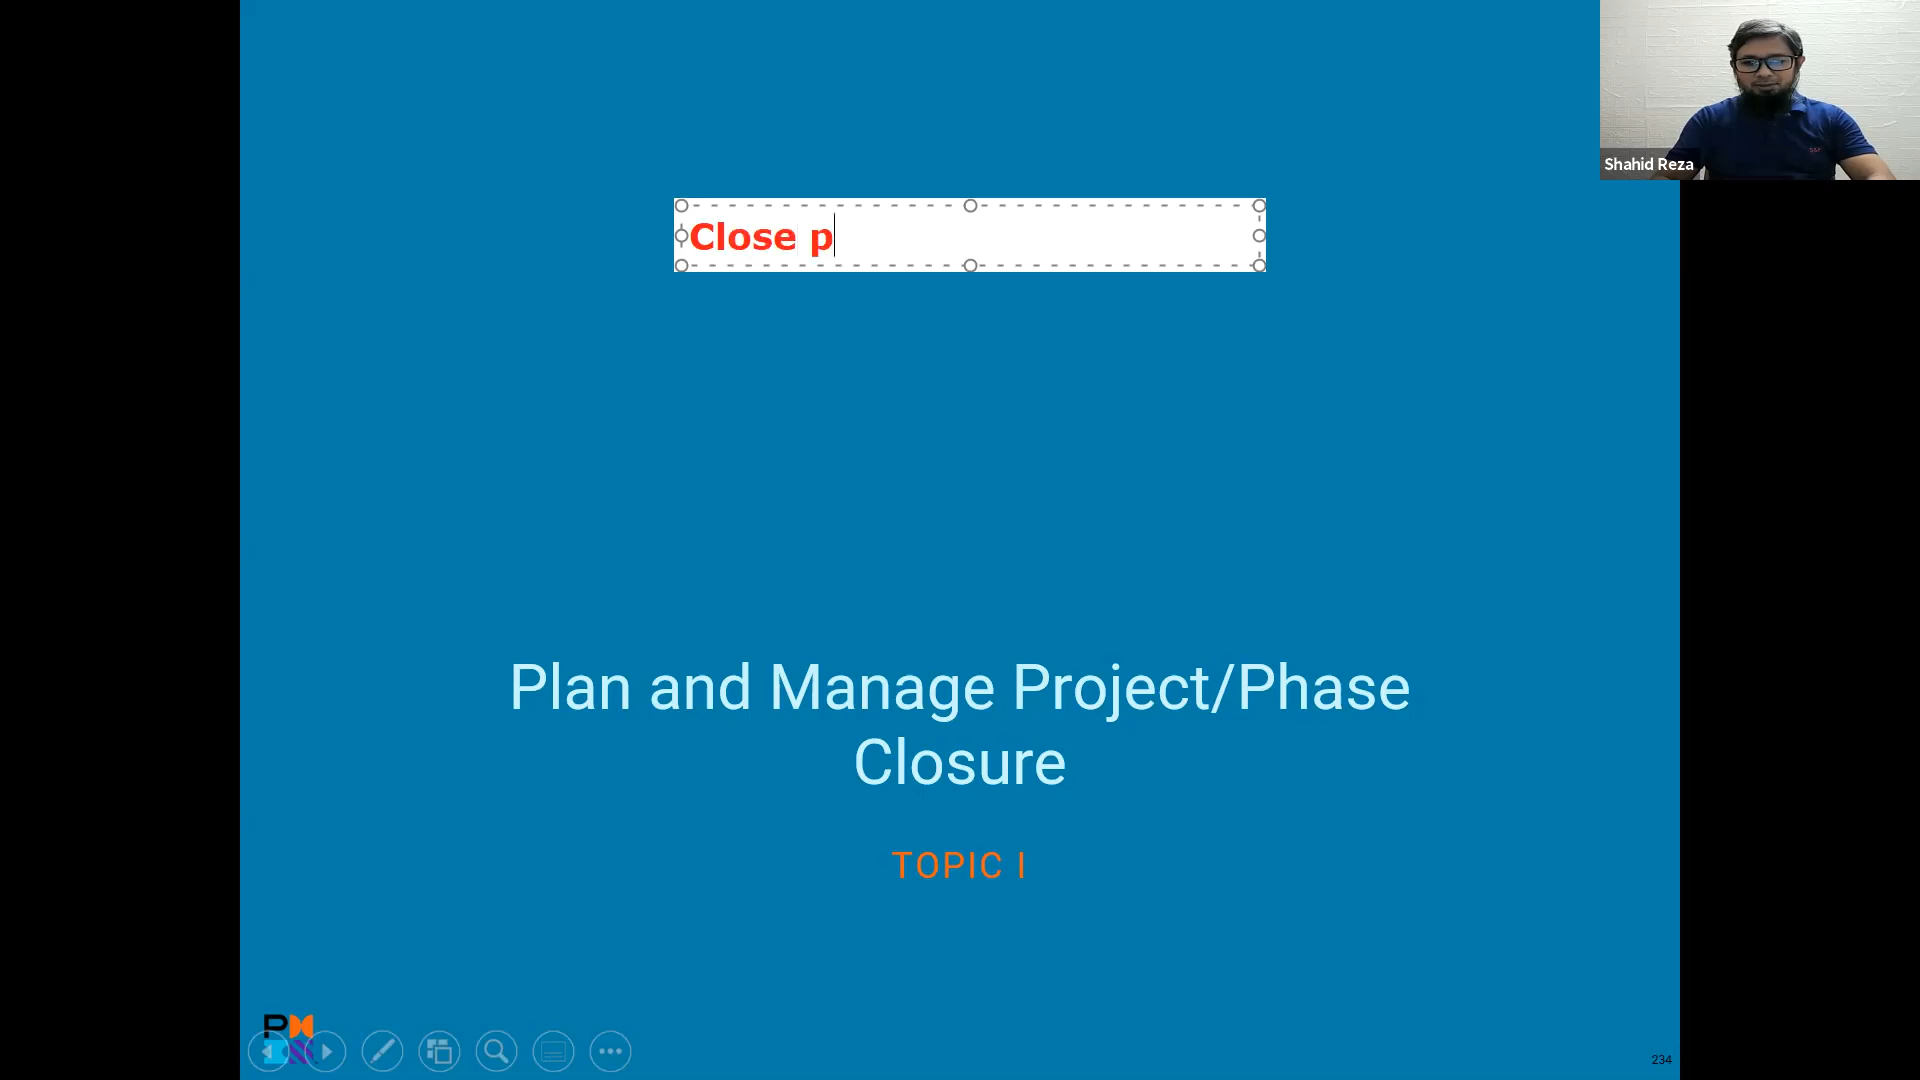 Shahid Reza
Close p
Plan and Manage Project/Phase
Closure
TOPIC I
234